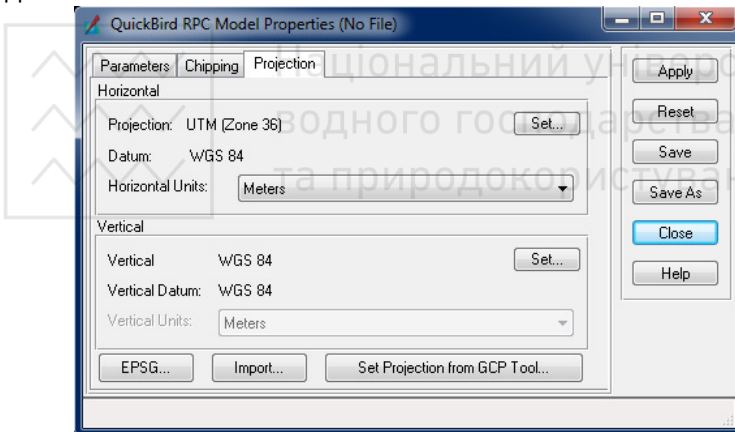 QuickBird RPC Model Properties (No File)
Parameters Chipping Projection
Національний універс
Apply
Horizontal
Projection: UTM (Zone 36)
Set...
водного господарства
Reset
Datum: WGS 84
Save
та природокористуван
Horizontal Units: Meters
Save As
Vertical
Close
Vertical WGS 84
Set...
Help
Vertical Datum: WGS 84
Vertical Units: Meters
EPSG... Import... Set Projection from GCP Tool...